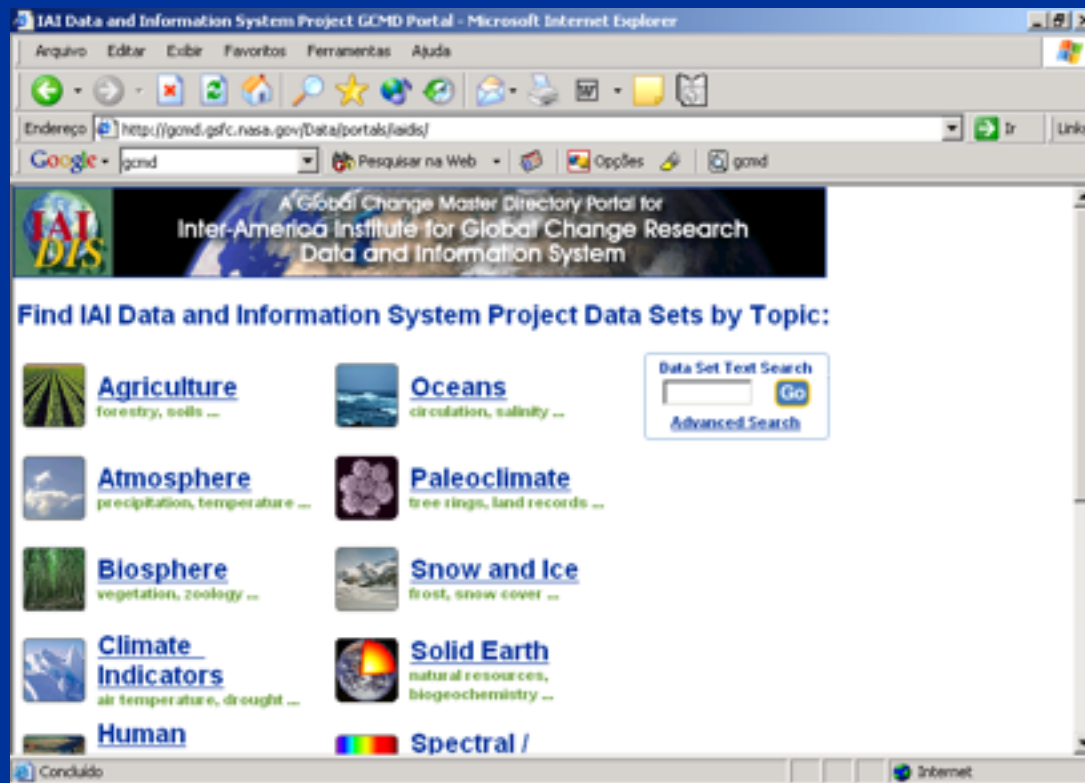 IAI Data and Information System Project GCMD Portal - Microsoft Internet Explorer
Arquivo Editar Exibir Favoritos Ferramentas Ajuda
Endereço http://gcmd.gsfc.nasa.gov/Data/portals/iaidis/ Ir Links
Google gcmd Pesquisar na Web Opções gcmd
IAI
DIS
A Global Change Master Directory Portal for
Inter-America Institute for Global Change Research
Data and Information System
Find IAI Data and Information System Project Data Sets by Topic:
Agriculture
forestry, soils ...
Oceans
circulation, salinity ...
Data Set Text Search
Go
Advanced Search
Atmosphere
precipitation, temperature ...
Paleoclimate
tree rings, land records ...
Biosphere
vegetation, zoology ...
Snow and Ice
frost, snow cover ...
Climate
Indicators
air temperature, drought ...
Solid Earth
natural resources,
biogeochemistry ...
Human
Spectral /
Concluído Internet